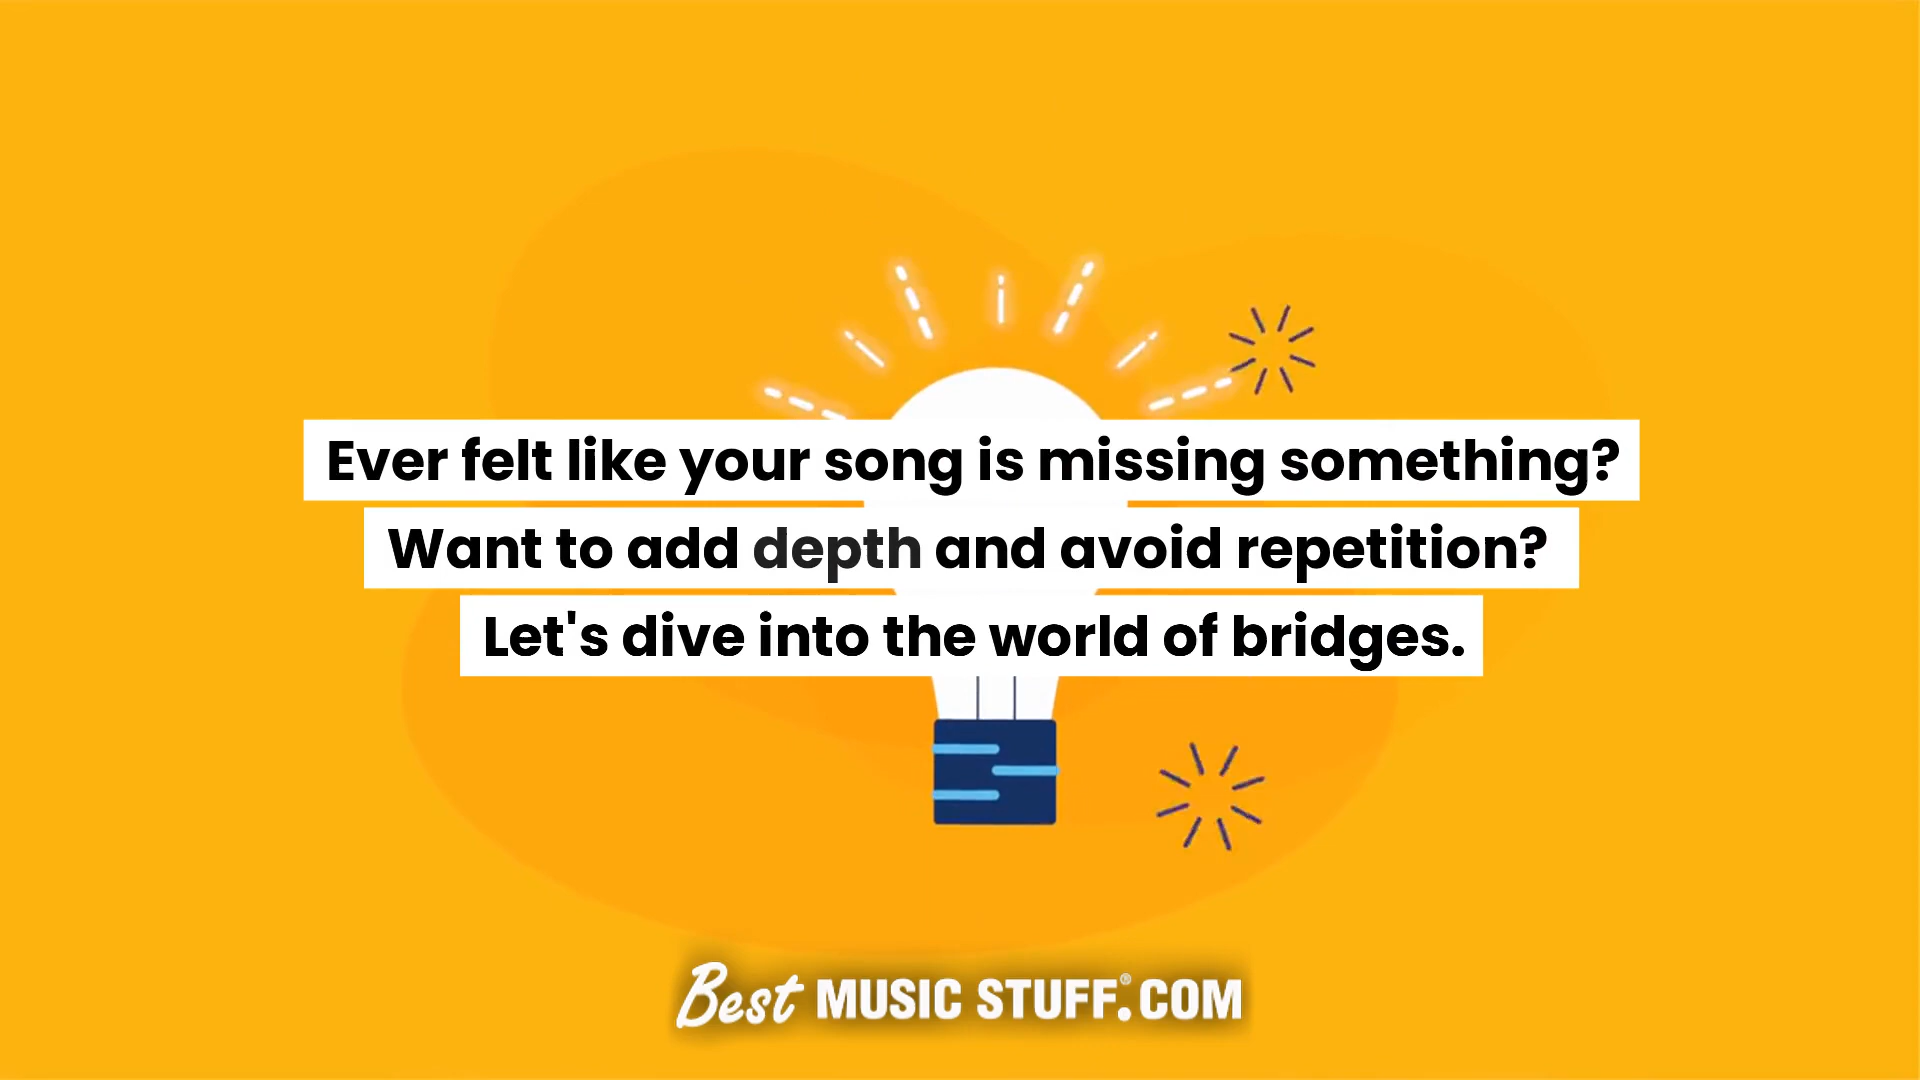 Ever felt like your song is missing something?
Want to add depth and avoid repetition?
Let's dive into the world of bridges.
Best MUSIC STUFF®.COM